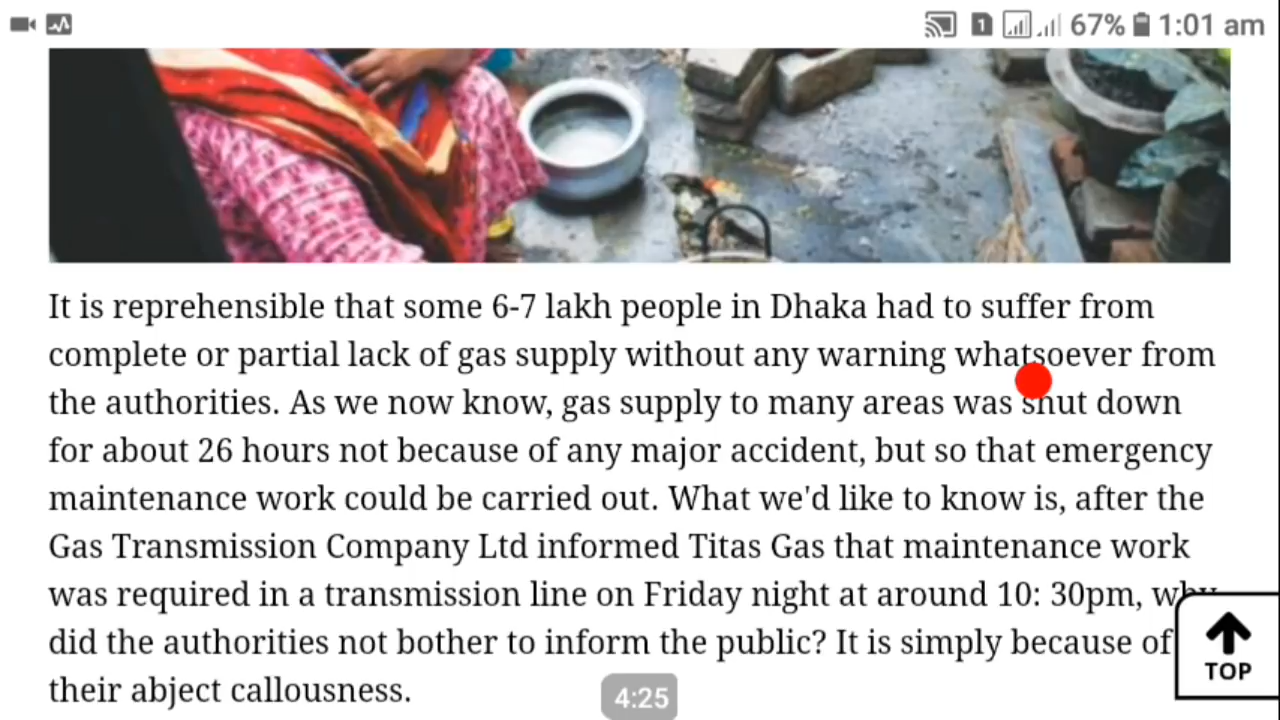 67% 1:01 am
It is reprehensible that some 6-7 lakh people in Dhaka had to suffer from
complete or partial lack of gas supply without any warning whatsoever from
the authorities. As we now know, gas supply to many areas was shut down
for about 26 hours not because of any major accident, but so that emergency
maintenance work could be carried out. What we'd like to know is, after the
Gas Transmission Company Ltd informed Titas Gas that maintenance work
was required in a transmission line on Friday night at around 10: 30pm, why
did the authorities not bother to inform the public? It is simply because of
TOP
their abject callousness.
4:25